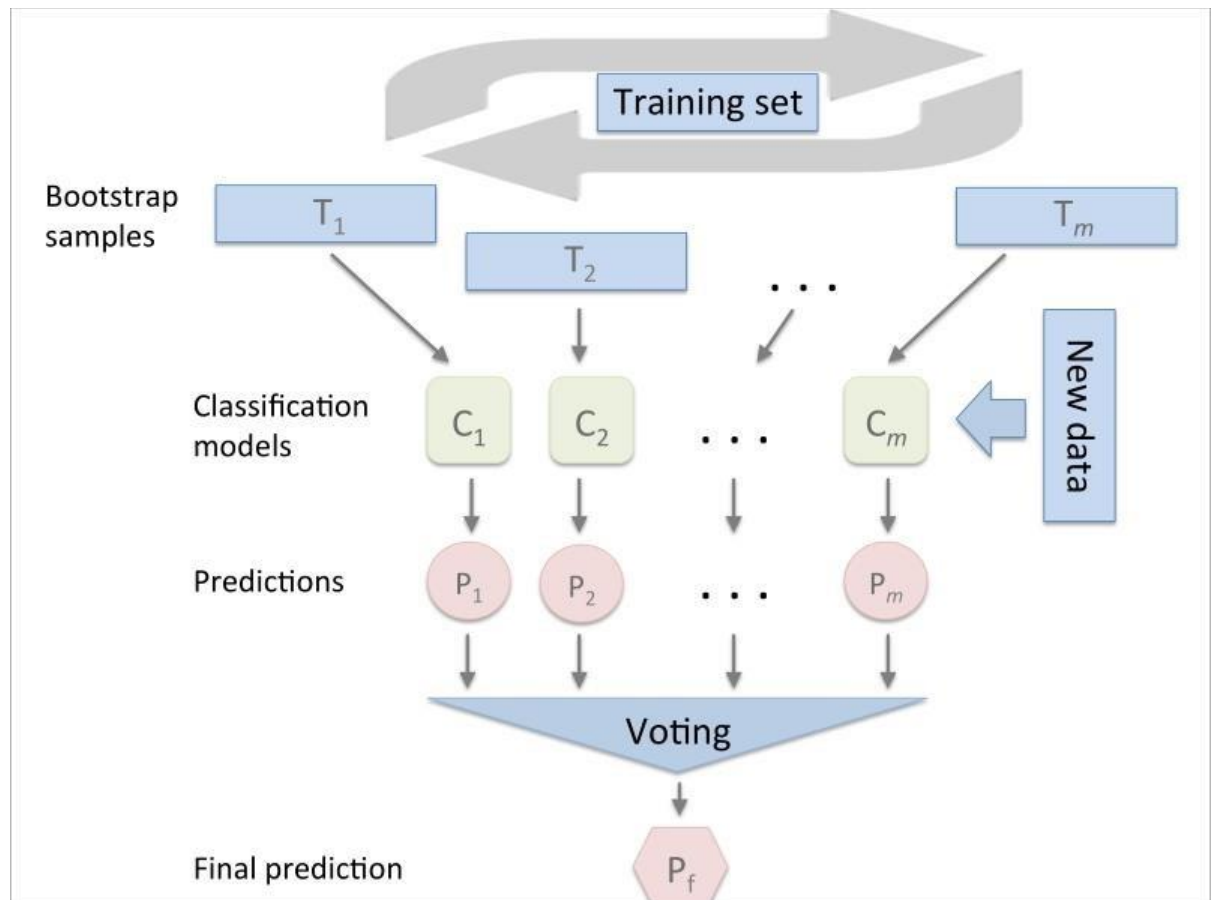 Training set
Bootstrap
samples
T₁
T₂
. . .
Tₘ
New data
Classification
models
C₁
C₂
. . .
Cₘ
Predictions
P₁
P₂
. . .
Pₘ
Voting
Final prediction
P_f